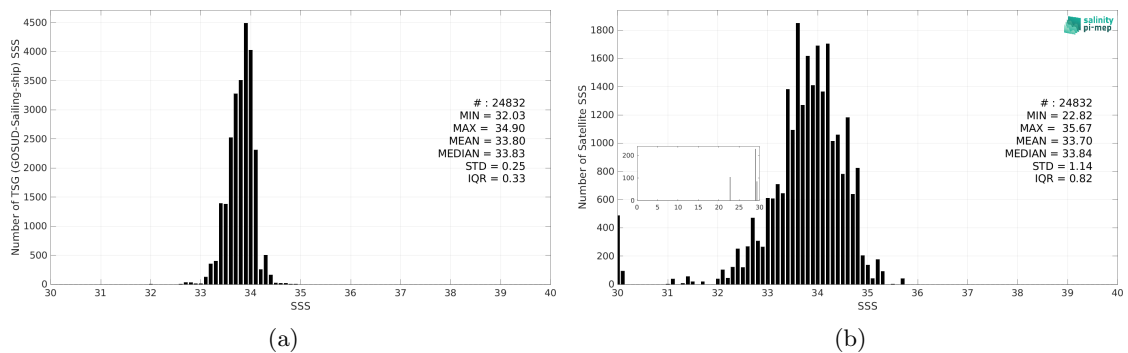 4500
4000
3500
3000
2500
2000
1500
1000
500
0
Number of TSG (GOSUD-Sailing-ship) SSS
# : 24832
MIN = 32.03
MAX = 34.90
MEAN = 33.80
MEDIAN = 33.83
STD = 0.25
IQR = 0.33
30 31 32 33 34 35 36 37 38 39 40
SSS
(a)
1800
1600
1400
1200
1000
800
600
400
200
0
Number of Satellite SSS
salinity
pi-mep
# : 24832
MIN = 22.82
MAX = 35.67
MEAN = 33.70
MEDIAN = 33.84
STD = 1.14
IQR = 0.82
200
100
0
0 5 10 15 20 25 30
30 31 32 33 34 35 36 37 38 39 40
SSS
(b)